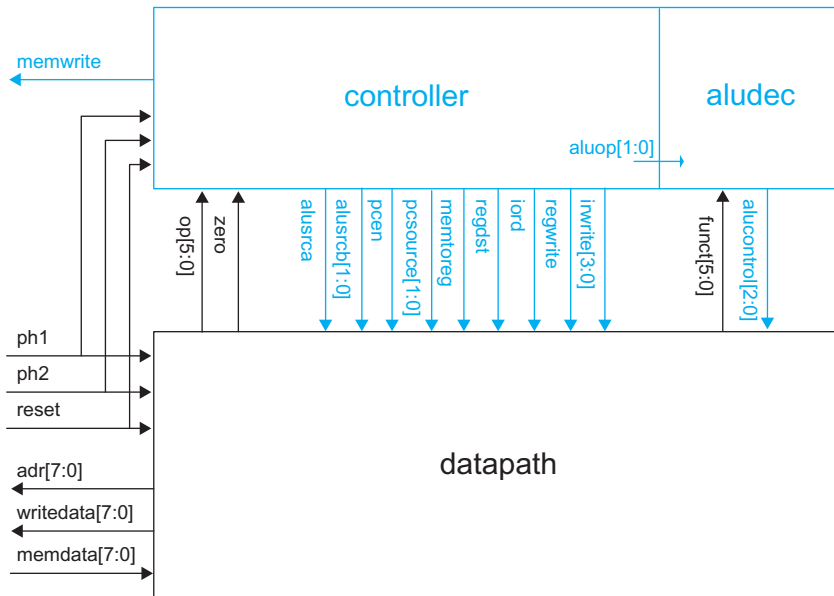 memwrite
controller
aludec
aluop[1:0]
op[5:0]
zero
alusrca
alusrcb[1:0]
pcen
pcsource[1:0]
memtoreg
regdst
iord
regwrite
irwrite[3:0]
funct[5:0]
alucontrol[2:0]
ph1
ph2
reset
adr[7:0]
writedata[7:0]
memdata[7:0]
datapath